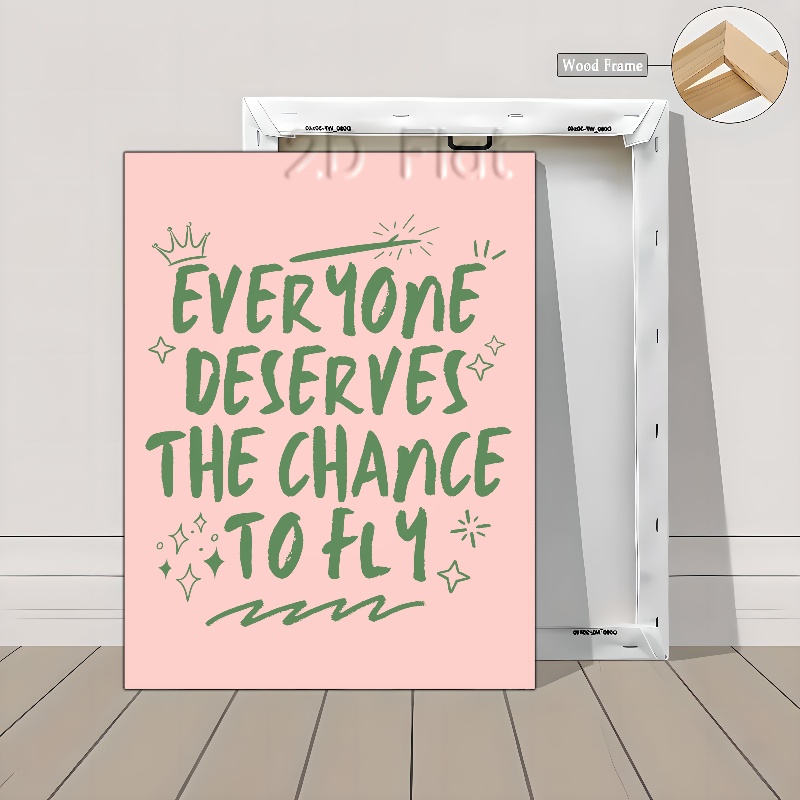 Wood Frame
2D Flat
EVERYONE
DESERVES
THE CHANCE
TO FLY